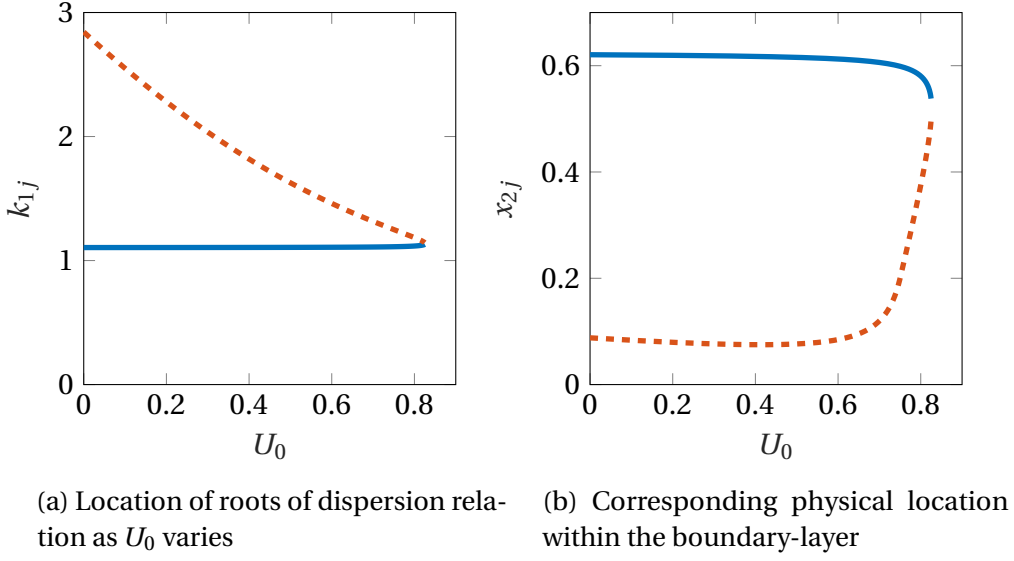 3
2
1
0
k1j
0 0.2 0.4 0.6 0.8
U0
0.6
0.4
0.2
0
x2j
0 0.2 0.4 0.6 0.8
U0
(a) Location of roots of dispersion rela-
tion as U0 varies
(b) Corresponding physical location
within the boundary-layer